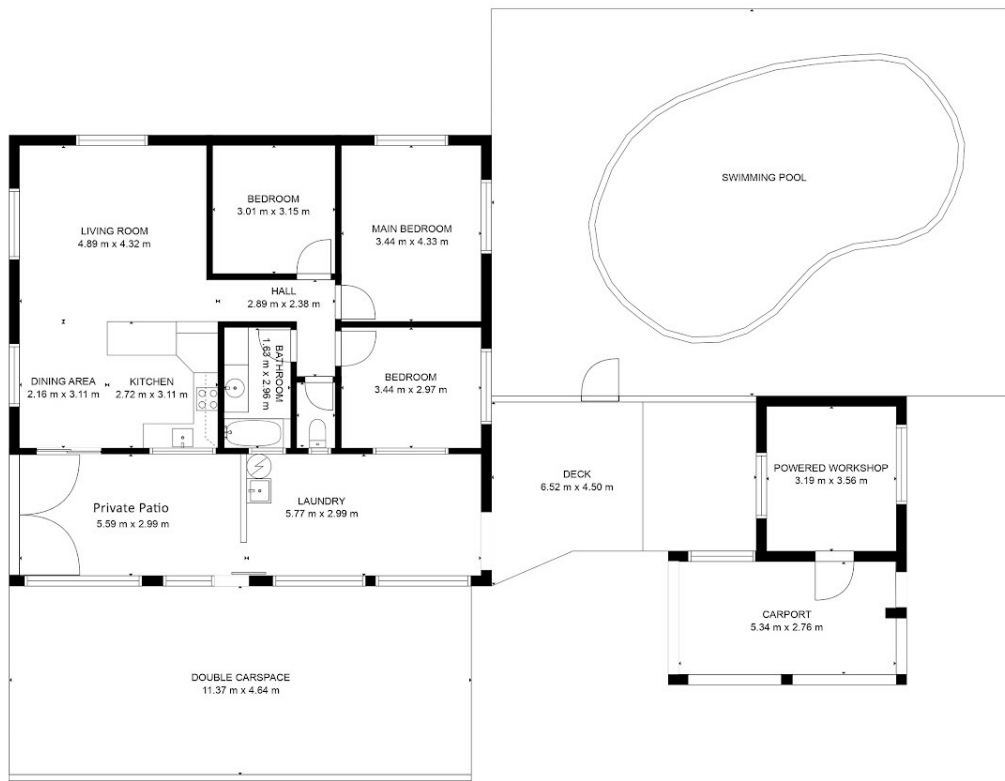 SWIMMING POOL
BEDROOM
3.01 m x 3.15 m
LIVING ROOM
4.89 m x 4.32 m
MAIN BEDROOM
3.44 m x 4.33 m
HALL
2.89 m x 2.38 m
BATHROOM
1.63 m x 2.96 m
DINING AREA
2.16 m x 3.11 m
KITCHEN
2.72 m x 3.11 m
BEDROOM
3.44 m x 2.97 m
DECK
6.52 m x 4.50 m
POWERED WORKSHOP
3.19 m x 3.56 m
Private Patio
5.59 m x 2.99 m
LAUNDRY
5.77 m x 2.99 m
CARPORT
5.34 m x 2.76 m
DOUBLE CARSPACE
11.37 m x 4.64 m